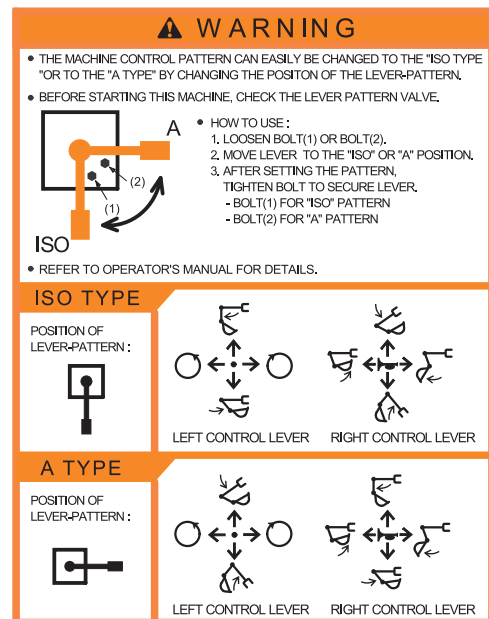 WARNING
• THE MACHINE CONTROL PATTERN CAN EASILY BE CHANGED TO THE "ISO TYPE
"OR TO THE "A TYPE" BY CHANGING THE POSITON OF THE LEVER-PATTERN.
• BEFORE STARTING THIS MACHINE, CHECK THE LEVER PATTERN VALVE.
A
(2)
(1)
ISO
• HOW TO USE :
1. LOOSEN BOLT(1) OR BOLT(2).
2. MOVE LEVER TO THE "ISO" OR "A" POSITION.
3. AFTER SETTING THE PATTERN,
TIGHTEN BOLT TO SECURE LEVER.
- BOLT(1) FOR "ISO" PATTERN
- BOLT(2) FOR "A" PATTERN
• REFER TO OPERATOR'S MANUAL FOR DETAILS.
ISO TYPE
POSITION OF
LEVER-PATTERN :
LEFT CONTROL LEVER
RIGHT CONTROL LEVER
A TYPE
POSITION OF
LEVER-PATTERN :
LEFT CONTROL LEVER
RIGHT CONTROL LEVER